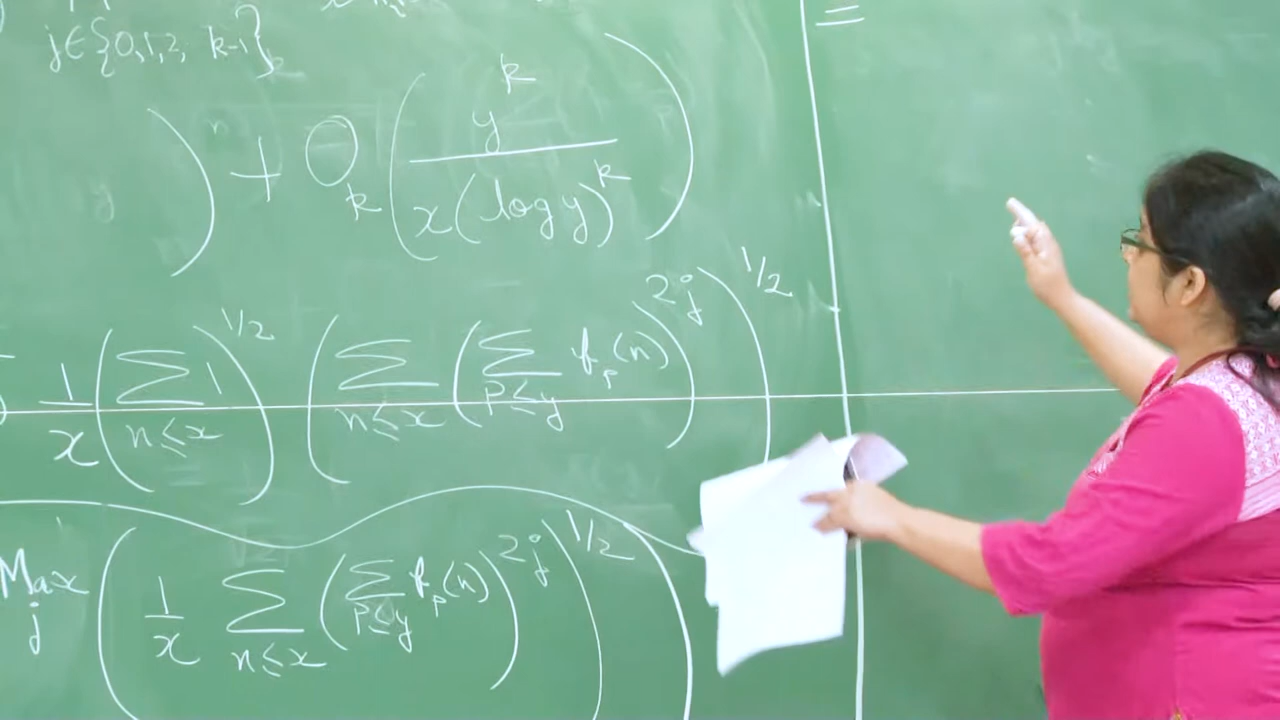 j∈{0,1,2, k-1}
=
) + O_k ( y^k / x(log y)^k )
1/x ( Σ_{n≤x} 1 )^{1/2} ( Σ_{n≤x} ( Σ_{p≤y} f_p(n) )^{2j} )^{1/2}
Max_j ( 1/x Σ_{n≤x} ( Σ_{p≤y} f_p(n) )^{2j} )^{1/2} )